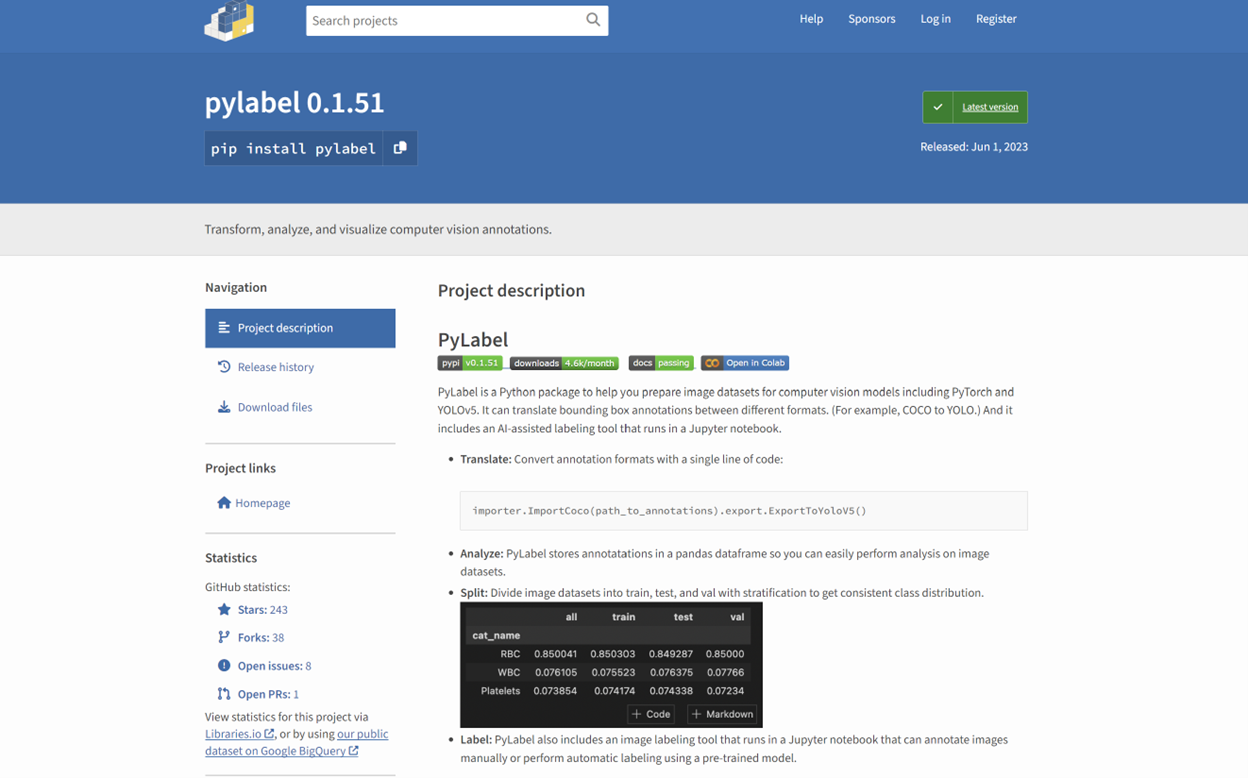 Search projects
Help
Sponsors
Log in
Register
pylabel 0.1.51
pip install pylabel
Latest version
Released: Jun 1, 2023
Transform, analyze, and visualize computer vision annotations.
Navigation
Project description
Release history
Download files
Project links
Homepage
Statistics
GitHub statistics:
Stars: 243
Forks: 38
Open issues: 8
Open PRs: 1
View statistics for this project via
Libraries.io, or by using our public
dataset on Google BigQuery
Project description
PyLabel
pypi v0.1.51 downloads 4.6k/month docs passing Open in Colab
PyLabel is a Python package to help you prepare image datasets for computer vision models including PyTorch and
YOLOv5. It can translate bounding box annotations between different formats. (For example, COCO to YOLO.) And it
includes an AI-assisted labeling tool that runs in a Jupyter notebook.
• Translate: Convert annotation formats with a single line of code:
importer.ImportCoco(path_to_annotations).export.ExportToYoloV5()
• Analyze: PyLabel stores annotatations in a pandas dataframe so you can easily perform analysis on image
datasets.
• Split: Divide image datasets into train, test, and val with stratification to get consistent class distribution.
all train test val
cat_name
RBC 0.850041 0.850303 0.849287 0.85000
WBC 0.076105 0.075523 0.076375 0.07766
Platelets 0.073854 0.074174 0.074338 0.07234
+ Code + Markdown
• Label: PyLabel also includes an image labeling tool that runs in a Jupyter notebook that can annotate images
manually or perform automatic labeling using a pre-trained model.